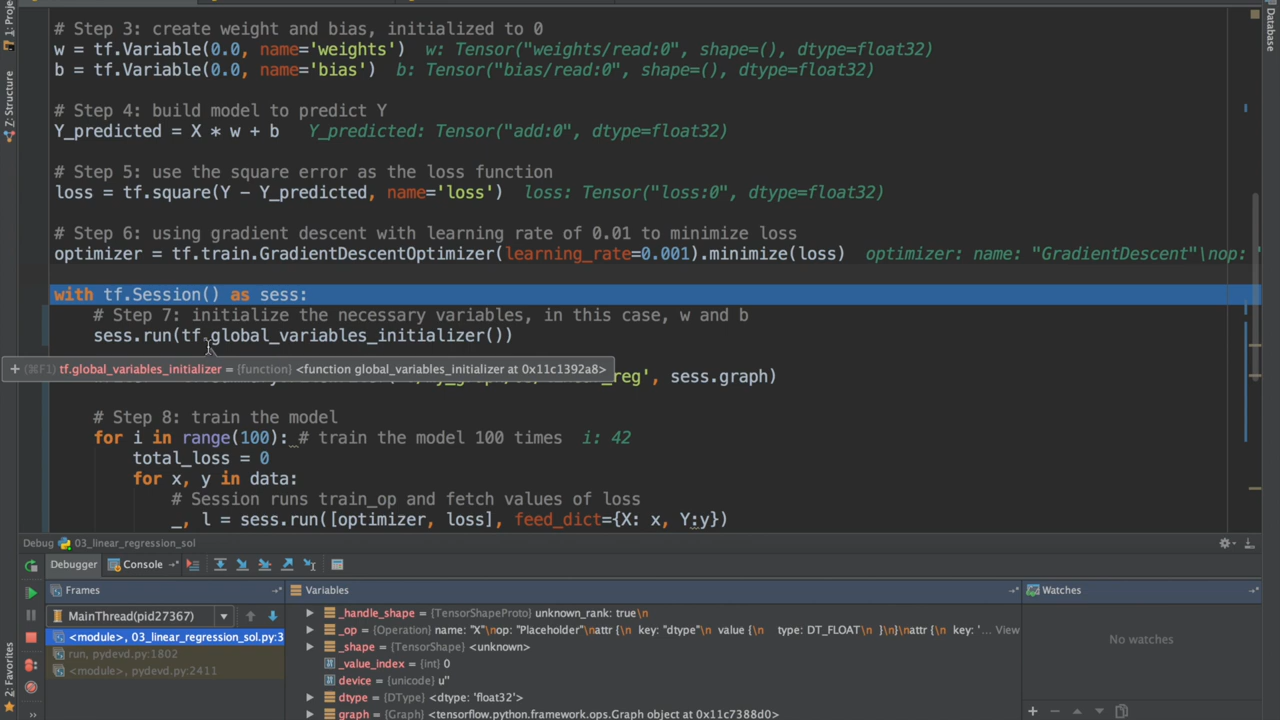 1: Proje
Database
# Step 3: create weight and bias, initialized to 0
w = tf.Variable(0.0, name='weights')  w: Tensor("weights/read:0", shape=(), dtype=float32)
b = tf.Variable(0.0, name='bias')  b: Tensor("bias/read:0", shape=(), dtype=float32)
7: Structure
# Step 4: build model to predict Y
Y_predicted = X * w + b  Y_predicted: Tensor("add:0", dtype=float32)
# Step 5: use the square error as the loss function
loss = tf.square(Y - Y_predicted, name='loss')  loss: Tensor("loss:0", dtype=float32)
# Step 6: using gradient descent with learning rate of 0.01 to minimize loss
optimizer = tf.train.GradientDescentOptimizer(learning_rate=0.001).minimize(loss)  optimizer: name: "GradientDescent"\nop: '
with tf.Session() as sess:
# Step 7: initialize the necessary variables, in this case, w and b
sess.run(tf.global_variables_initializer())
+ (⌘F1) tf.global_variables_initializer = {function} <function global_variables_initializer at 0x11c1392a8>
_reg', sess.graph)
# Step 8: train the model
for i in range(100): # train the model 100 times  i: 42
total_loss = 0
for x, y in data:
# Session runs train_op and fetch values of loss
_, l = sess.run([optimizer, loss], feed_dict={X: x, Y:y})
Debug 03_linear_regression_sol
Debugger Console
Frames
Variables
Watches
MainThread(pid27367)
<module>, 03_linear_regression_sol.py:3
run, pydevd.py:1802
<module>, pydevd.py:2411
_handle_shape = {TensorShapeProto} unknown_rank: true\n
_op = {Operation} name: "X"\nop: "Placeholder"\nattr {\n  key: "dtype"\n  value {\n    type: DT_FLOAT\n  }\n}\nattr {\n  key: '... View
_shape = {TensorShape} <unknown>
_value_index = {int} 0
device = {unicode} u''
dtype = {DType} <dtype: 'float32'>
graph = {Graph} <tensorflow.python.framework.ops.Graph object at 0x11c7388d0>
No watches
2: Favorites